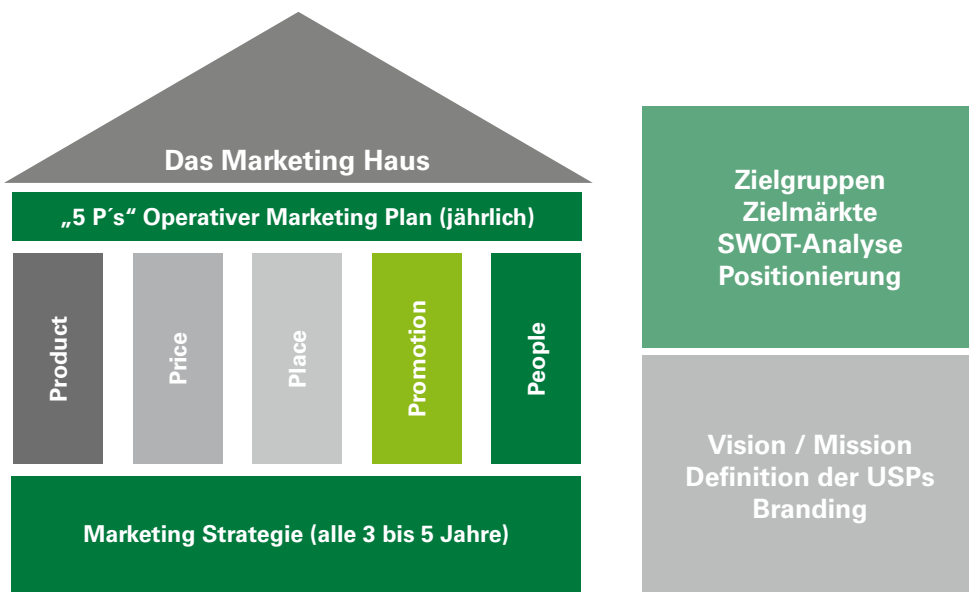 Das Marketing Haus
„5 P´s“ Operativer Marketing Plan (jährlich)
Product
Price
Place
Promotion
People
Marketing Strategie (alle 3 bis 5 Jahre)
Zielgruppen
Zielmärkte
SWOT-Analyse
Positionierung
Vision / Mission
Definition der USPs
Branding